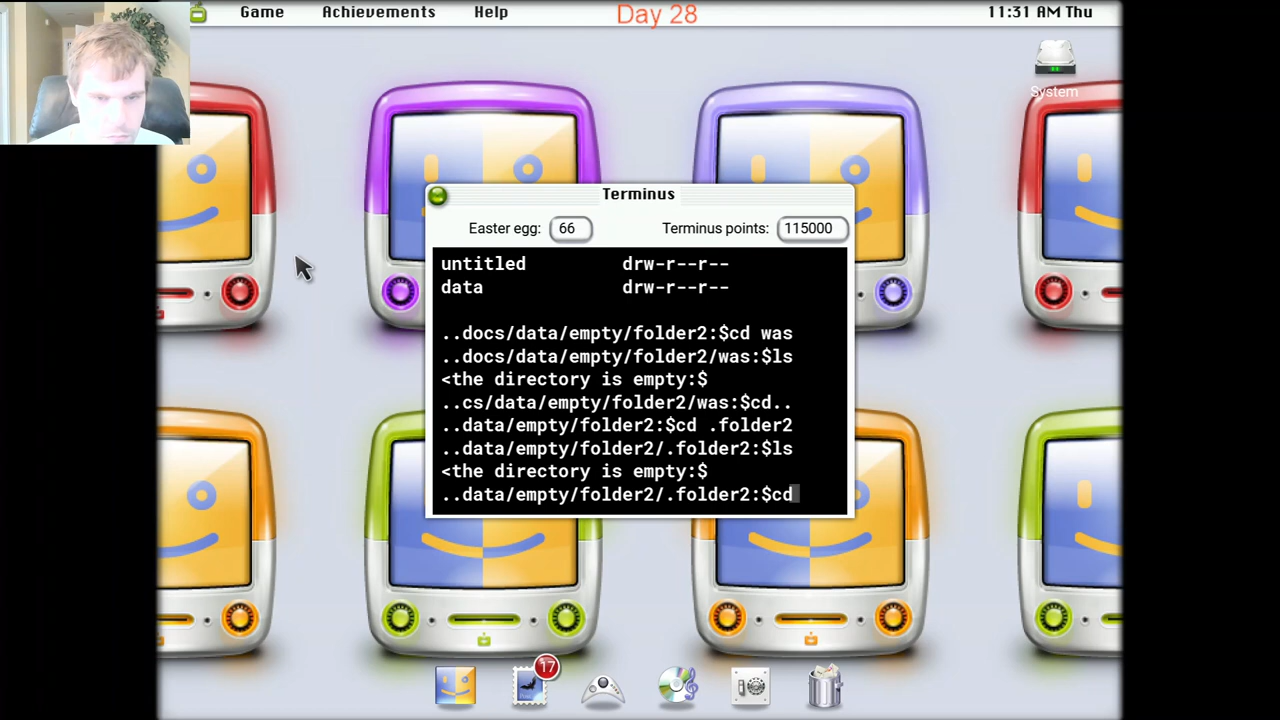 Game Achievements Help Day 28 11:31 AM Thu
System
Terminus
Easter egg: 66 Terminus points: 115000
untitled drw-r--r--
data drw-r--r--
..docs/data/empty/folder2:$cd was
..docs/data/empty/folder2/was:$ls
<the directory is empty:$
..cs/data/empty/folder2/was:$cd..
..data/empty/folder2:$cd .folder2
..data/empty/folder2/.folder2:$ls
<the directory is empty:$
..data/empty/folder2/.folder2:$cd
17